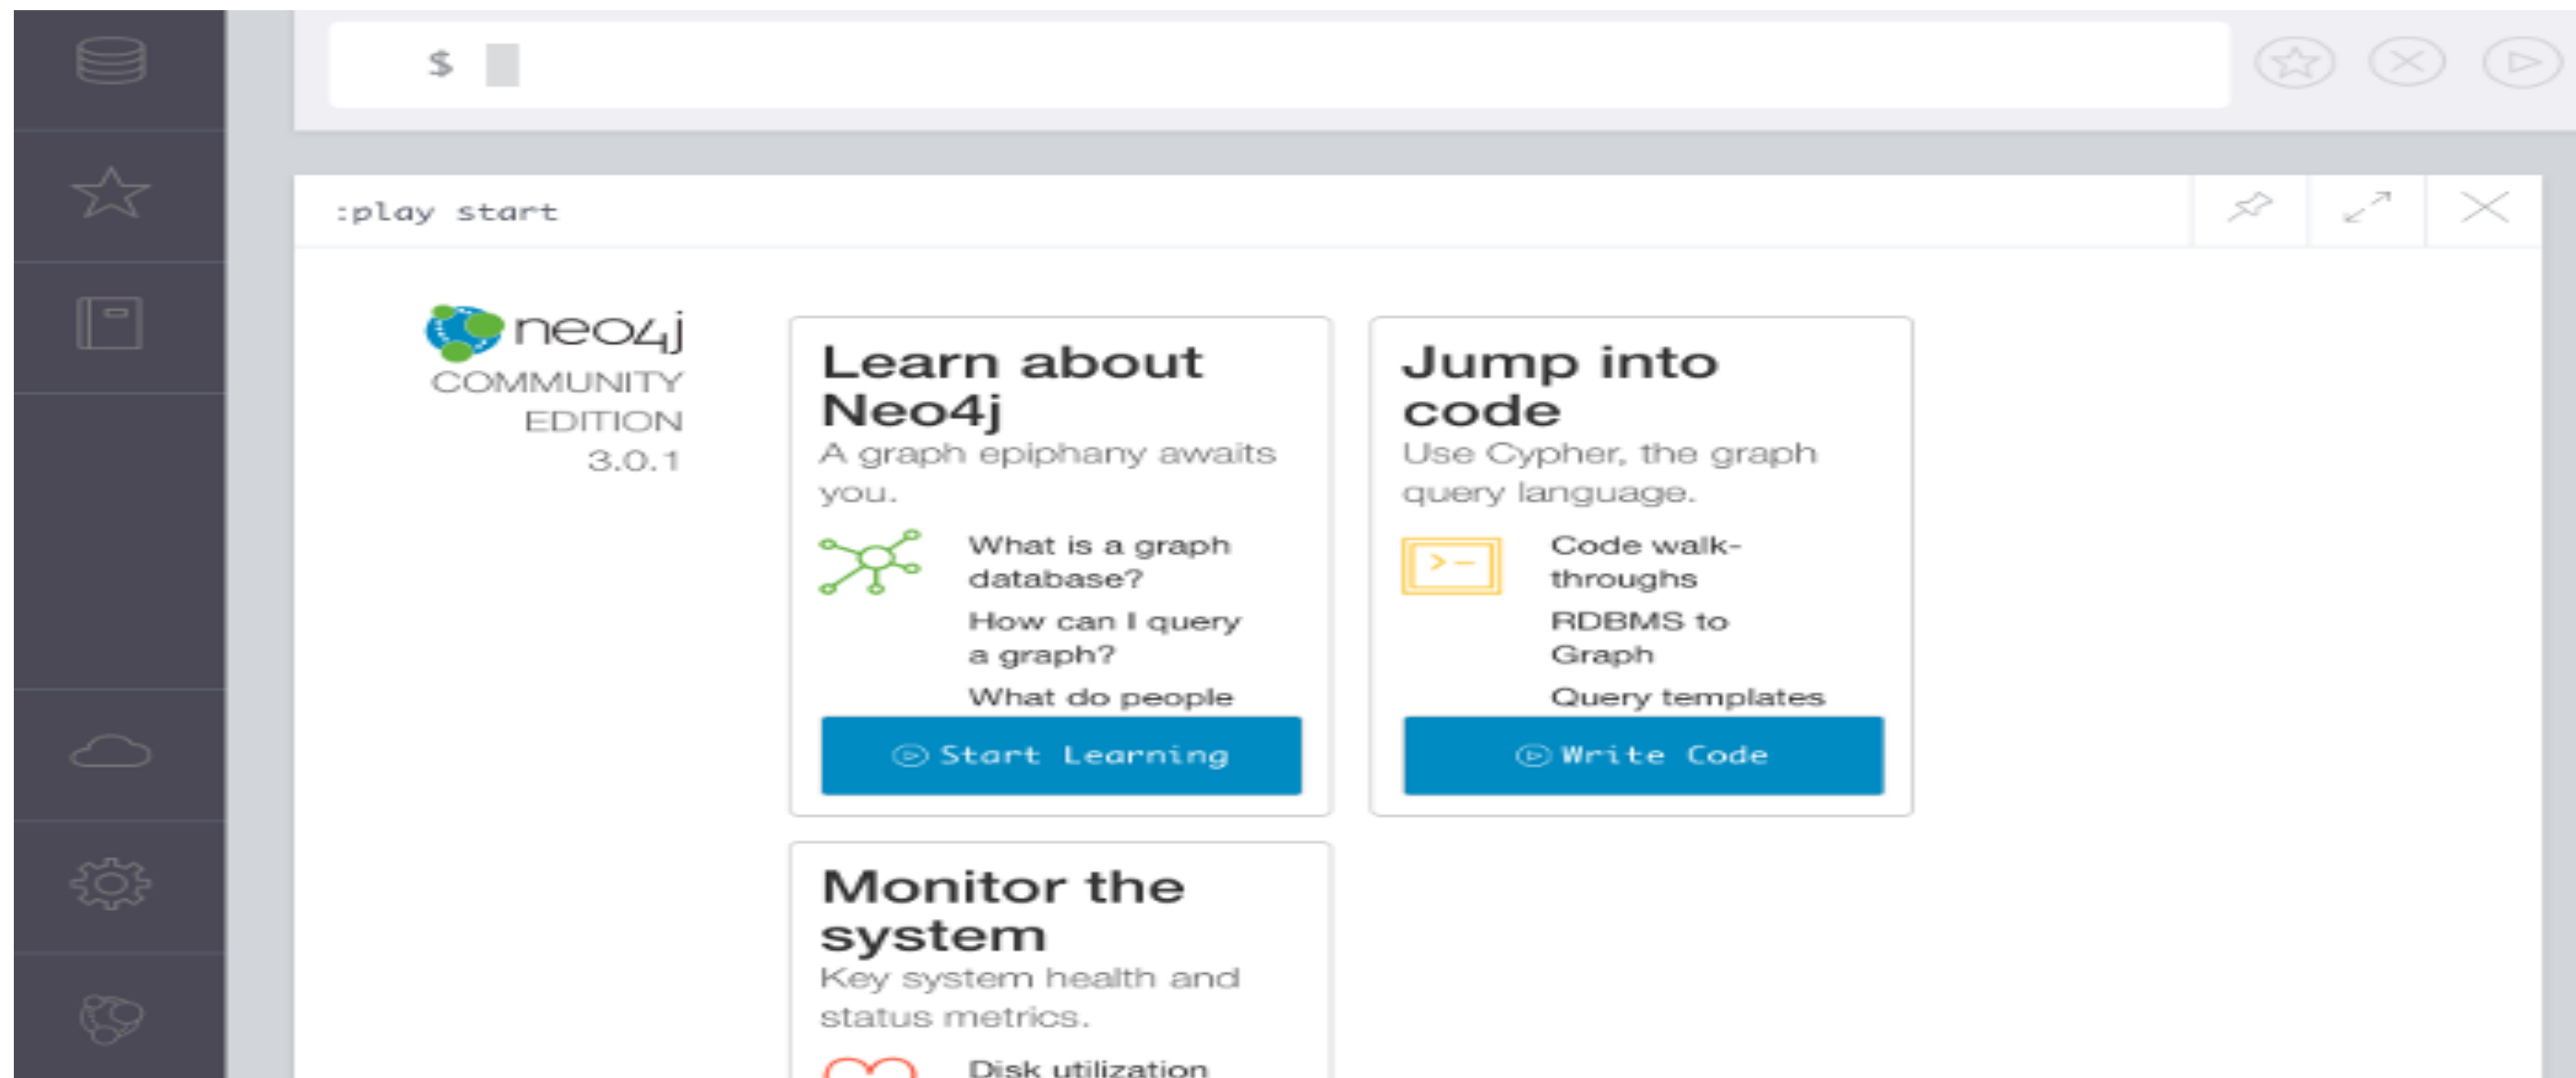 $
:play start
neo4j
COMMUNITY
EDITION
3.0.1
Learn about
Neo4j
A graph epiphany awaits
you.
What is a graph
database?
How can I query
a graph?
What do people
Start Learning
Jump into
code
Use Cypher, the graph
query language.
Code walk-
throughs
RDBMS to
Graph
Query templates
Write Code
Monitor the
system
Key system health and
status metrics.
Disk utilization